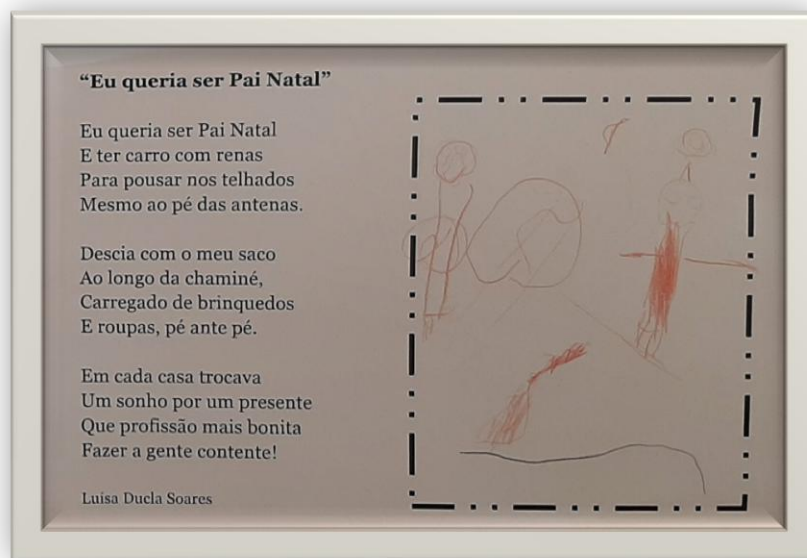 “Eu queria ser Pai Natal”
Eu queria ser Pai Natal
E ter carro com renas
Para pousar nos telhados
Mesmo ao pé das antenas.
Descia com o meu saco
Ao longo da chaminé,
Carregado de brinquedos
E roupas, pé ante pé.
Em cada casa trocava
Um sonho por um presente
Que profissão mais bonita
Fazer a gente contente!
Luísa Ducla Soares